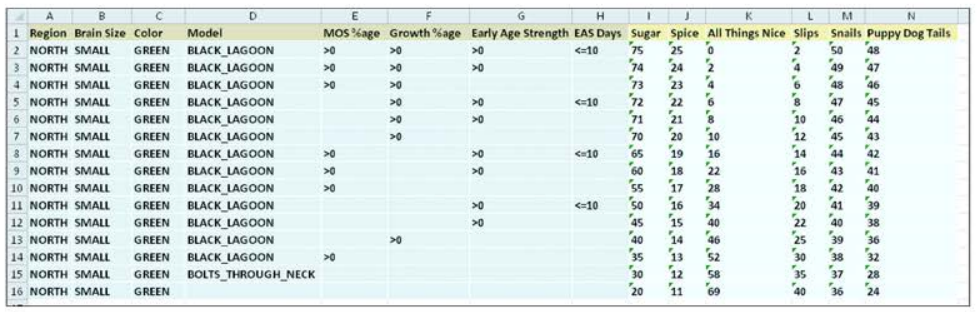 A B C D E F G H I J K L M N
1 Region Brain Size Color Model MOS %age Growth %age Early Age Strength EAS Days Sugar Spice All Things Nice Slips Snails Puppy Dog Tails
2 NORTH SMALL GREEN BLACK_LAGOON >0 >0 >0 <=10 75 25 0 2 50 48
3 NORTH SMALL GREEN BLACK_LAGOON >0 >0 >0 74 24 2 4 49 47
4 NORTH SMALL GREEN BLACK_LAGOON >0 >0 73 23 4 6 48 46
5 NORTH SMALL GREEN BLACK_LAGOON >0 >0 <=10 72 22 6 8 47 45
6 NORTH SMALL GREEN BLACK_LAGOON >0 >0 71 21 8 10 46 44
7 NORTH SMALL GREEN BLACK_LAGOON >0 70 20 10 12 45 43
8 NORTH SMALL GREEN BLACK_LAGOON >0 >0 <=10 65 19 16 14 44 42
9 NORTH SMALL GREEN BLACK_LAGOON >0 >0 60 18 22 16 43 41
10 NORTH SMALL GREEN BLACK_LAGOON >0 55 17 28 18 42 40
11 NORTH SMALL GREEN BLACK_LAGOON >0 <=10 50 16 34 20 41 39
12 NORTH SMALL GREEN BLACK_LAGOON >0 45 15 40 22 40 38
13 NORTH SMALL GREEN BLACK_LAGOON >0 40 14 46 25 39 36
14 NORTH SMALL GREEN BLACK_LAGOON >0 35 13 52 30 38 32
15 NORTH SMALL GREEN BOLTS_THROUGH_NECK 30 12 58 35 37 28
16 NORTH SMALL GREEN 20 11 69 40 36 24